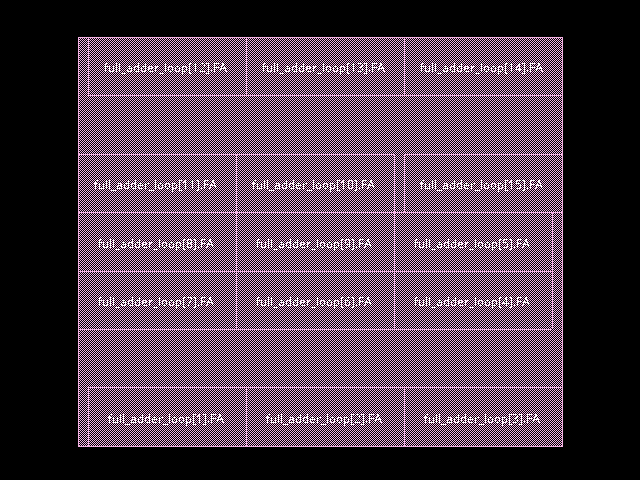 full_adder_loop[12].FA full_adder_loop[13].FA full_adder_loop[14].FA
full_adder_loop[11].FA full_adder_loop[10].FA full_adder_loop[15].FA
full_adder_loop[8].FA full_adder_loop[9].FA full_adder_loop[5].FA
full_adder_loop[7].FA full_adder_loop[6].FA full_adder_loop[4].FA
full_adder_loop[1].FA full_adder_loop[2].FA full_adder_loop[3].FA